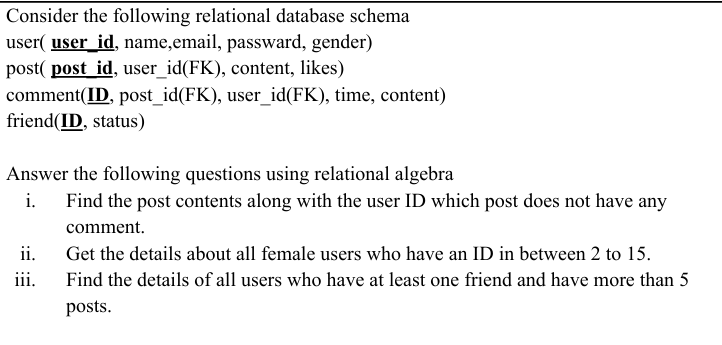 Consider the following relational database schema
user( user_id, name,email, passward, gender)
post( post_id, user_id(FK), content, likes)
comment(ID, post_id(FK), user_id(FK), time, content)
friend(ID, status)
Answer the following questions using relational algebra
i. Find the post contents along with the user ID which post does not have any
comment.
ii. Get the details about all female users who have an ID in between 2 to 15.
iii. Find the details of all users who have at least one friend and have more than 5
posts.